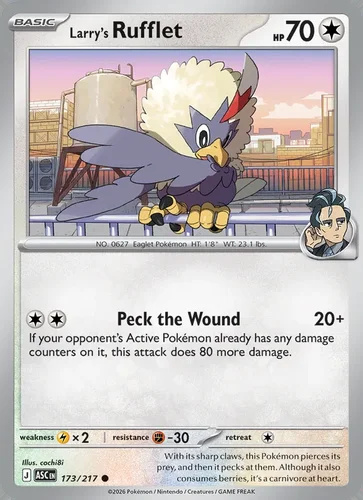 BASIC
Larry's Rufflet
HP 70
NO. 0627 Eaglet Pokémon HT: 1'8" WT: 23.1 lbs.
Peck the Wound 20+
If your opponent's Active Pokémon already has any damage
counters on it, this attack does 80 more damage.
weakness ×2 resistance -30 retreat
Illus. cochi8i
J ASC EN 173/217
With its sharp claws, this Pokémon pierces its
prey, and then it pecks at them. Although it also
consumes berries, it's a carnivore at heart.
©2026 Pokémon / Nintendo / Creatures / GAME FREAK